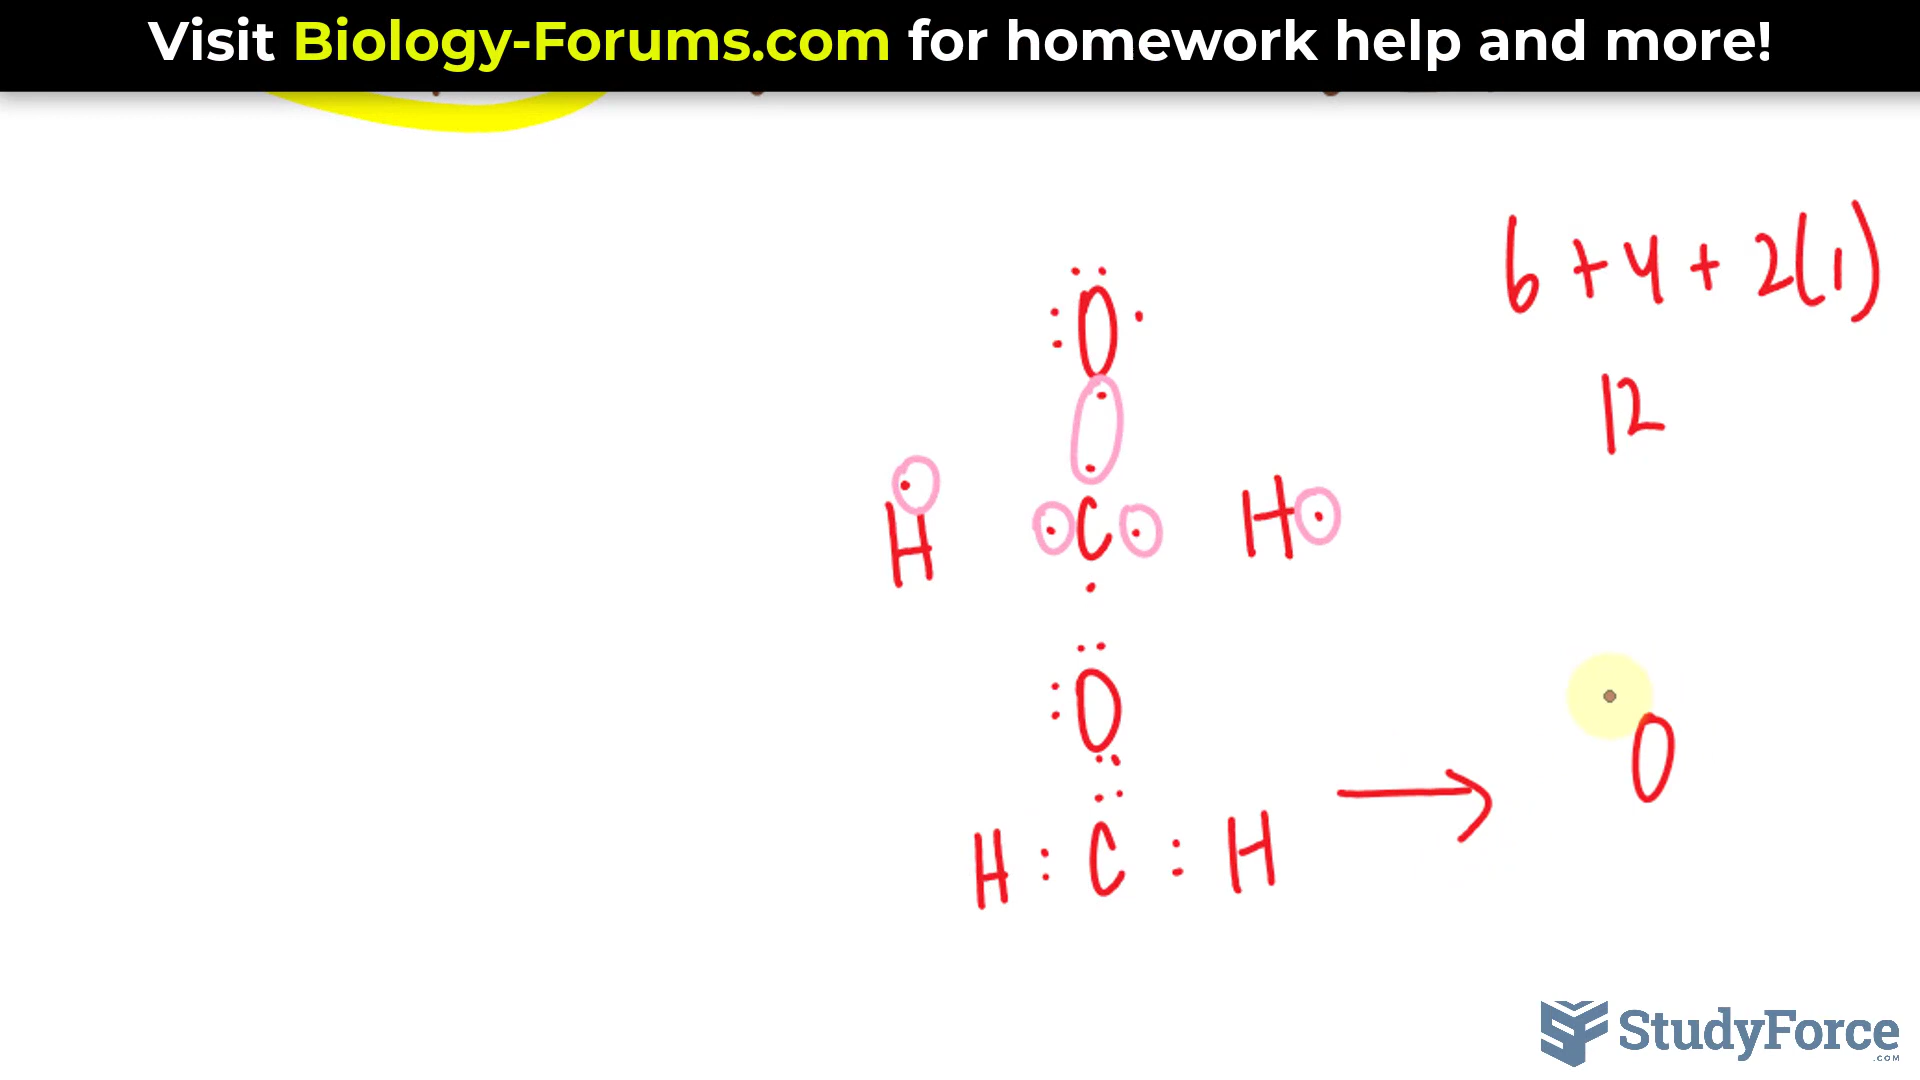 Visit Biology-Forums.com for homework help and more!
6 + 4 + 2(1)
12
O
H C H
O
H : C : H → O
StudyForce
.COM